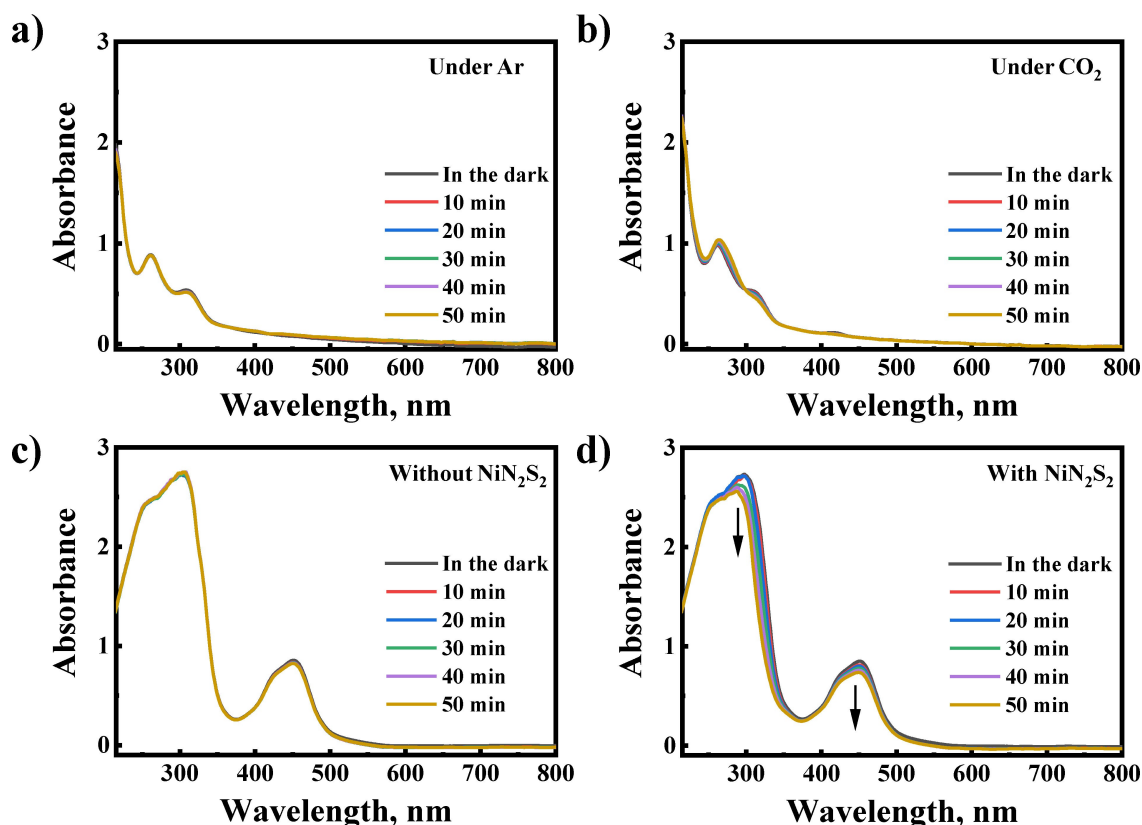 a)
3
2
1
0
Absorbance
Under Ar
In the dark
10 min
20 min
30 min
40 min
50 min
300 400 500 600 700 800
Wavelength, nm
b)
3
2
1
0
Absorbance
Under CO₂
In the dark
10 min
20 min
30 min
40 min
50 min
300 400 500 600 700 800
Wavelength, nm
c)
3
2
1
0
Absorbance
Without NiN₂S₂
In the dark
10 min
20 min
30 min
40 min
50 min
300 400 500 600 700 800
Wavelength, nm
d)
3
2
1
0
Absorbance
With NiN₂S₂
In the dark
10 min
20 min
30 min
40 min
50 min
300 400 500 600 700 800
Wavelength, nm